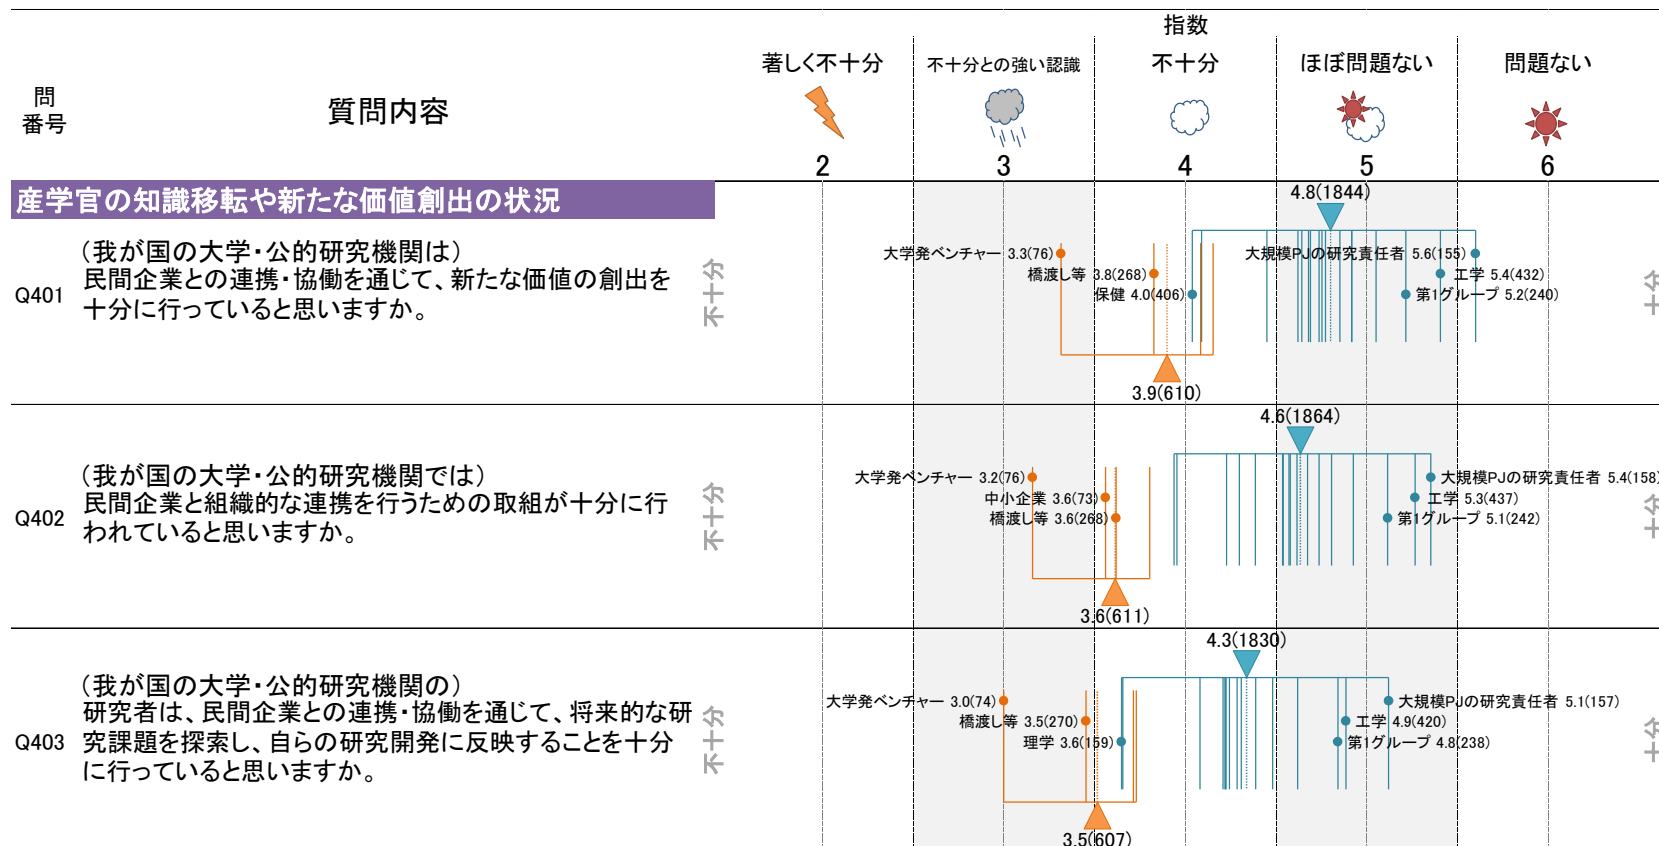 指数
著しく不十分 不十分との強い認識 不十分 ほぼ問題ない 問題ない
問
番号
質問内容
2 3 4 5 6
産学官の知識移転や新たな価値創出の状況
Q401
（我が国の大学・公的研究機関は）
民間企業との連携・協働を通じて、新たな価値の創出を
十分に行っていると思いますか。
不十分
4.8(1844)
大学発ベンチャー 3.3(76)
橋渡し等 3.8(268)
保健 4.0(406)
大規模PJの研究責任者 5.6(155)
工学 5.4(432)
第1グループ 5.2(240)
3.9(610)
十分
Q402
（我が国の大学・公的研究機関では）
民間企業と組織的な連携を行うための取組が十分に行
われていると思いますか。
不十分
4.6(1864)
大学発ベンチャー 3.2(76)
中小企業 3.6(73)
橋渡し等 3.6(268)
大規模PJの研究責任者 5.4(158)
工学 5.3(437)
第1グループ 5.1(242)
3.6(611)
十分
Q403
（我が国の大学・公的研究機関の）
研究者は、民間企業との連携・協働を通じて、将来的な研
究課題を探索し、自らの研究開発に反映することを十分
に行っていると思いますか。
不十分
4.3(1830)
大学発ベンチャー 3.0(74)
橋渡し等 3.5(270)
理学 3.6(159)
大規模PJの研究責任者 5.1(157)
工学 4.9(420)
第1グループ 4.8(238)
3.5(607)
十分